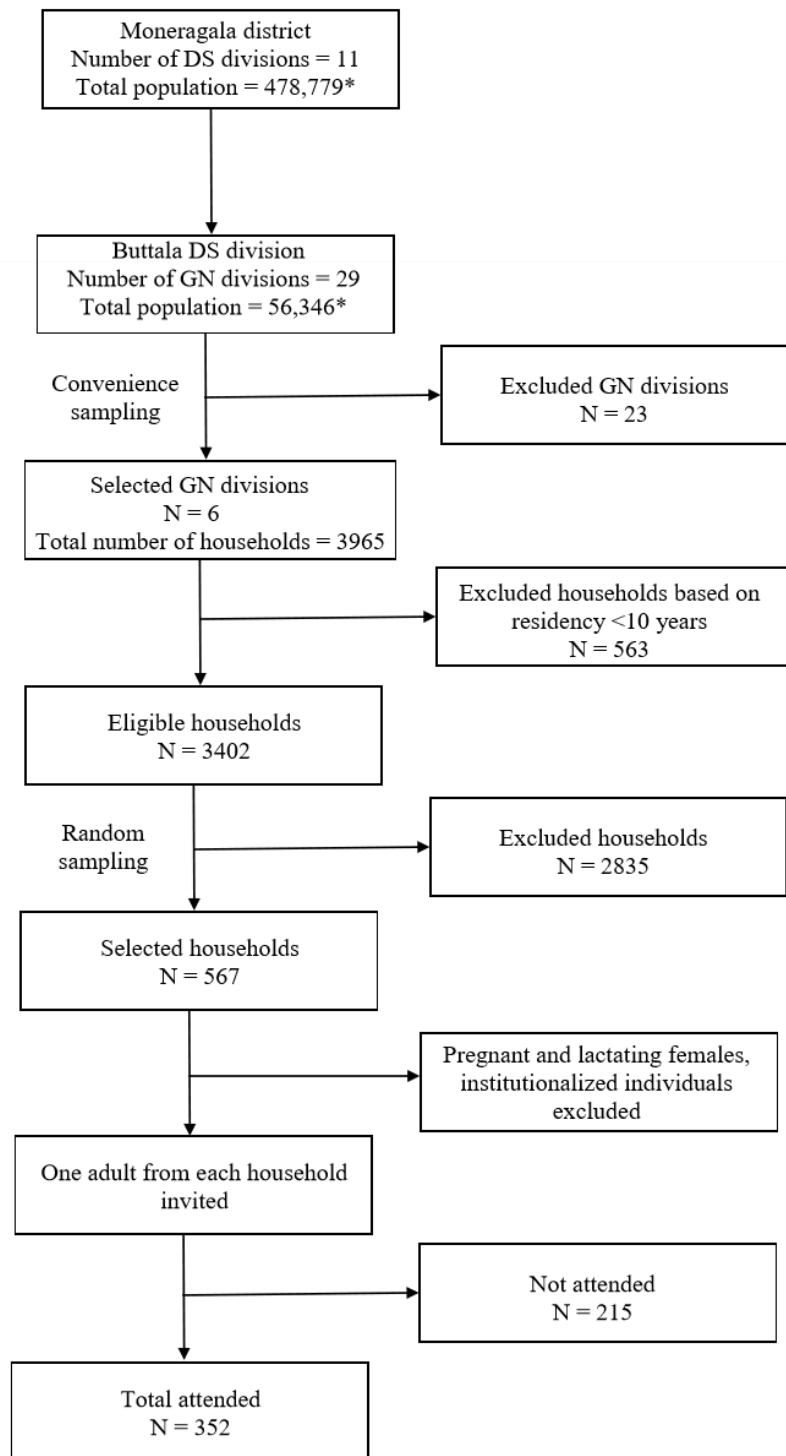 Moneragala district
Number of DS divisions = 11
Total population = 478,779*
Buttala DS division
Number of GN divisions = 29
Total population = 56,346*
Convenience
sampling
Excluded GN divisions
N = 23
Selected GN divisions
N = 6
Total number of households = 3965
Excluded households based on
residency <10 years
N = 563
Eligible households
N = 3402
Random
sampling
Excluded households
N = 2835
Selected households
N = 567
Pregnant and lactating females,
institutionalized individuals
excluded
One adult from each household
invited
Not attended
N = 215
Total attended
N = 352